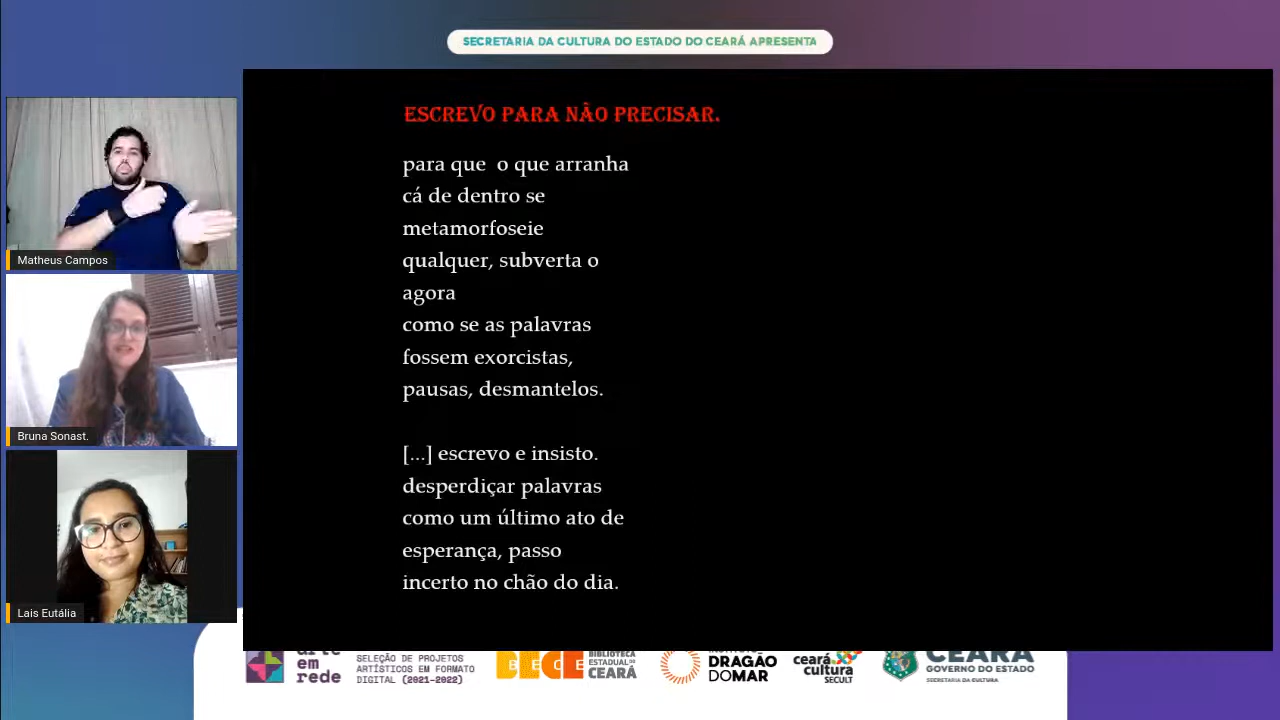 SECRETARIA DA CULTURA DO ESTADO DO CEARÁ APRESENTA
ESCREVO PARA NÃO PRECISAR.
para que o que arranha
cá de dentro se
metamorfoseie
qualquer, subverta o
agora
como se as palavras
fossem exorcistas,
pausas, desmantelos.
[...] escrevo e insisto.
desperdiçar palavras
como um último ato de
esperança, passo
incerto no chão do dia.
Matheus Campos
Bruna Sonast.
Lais Eutália
arte
em
rede
SELEÇÃO DE PROJETOS
ARTÍSTICOS EM FORMATO
DIGITAL (2021-2022)
BECE
BIBLIOTECA
ESTADUAL DO
CEARÁ
DRAGÃO
DO MAR
ceará
cultura
SECULT
CEARÁ
GOVERNO DO ESTADO
SECRETARIA DA CULTURA